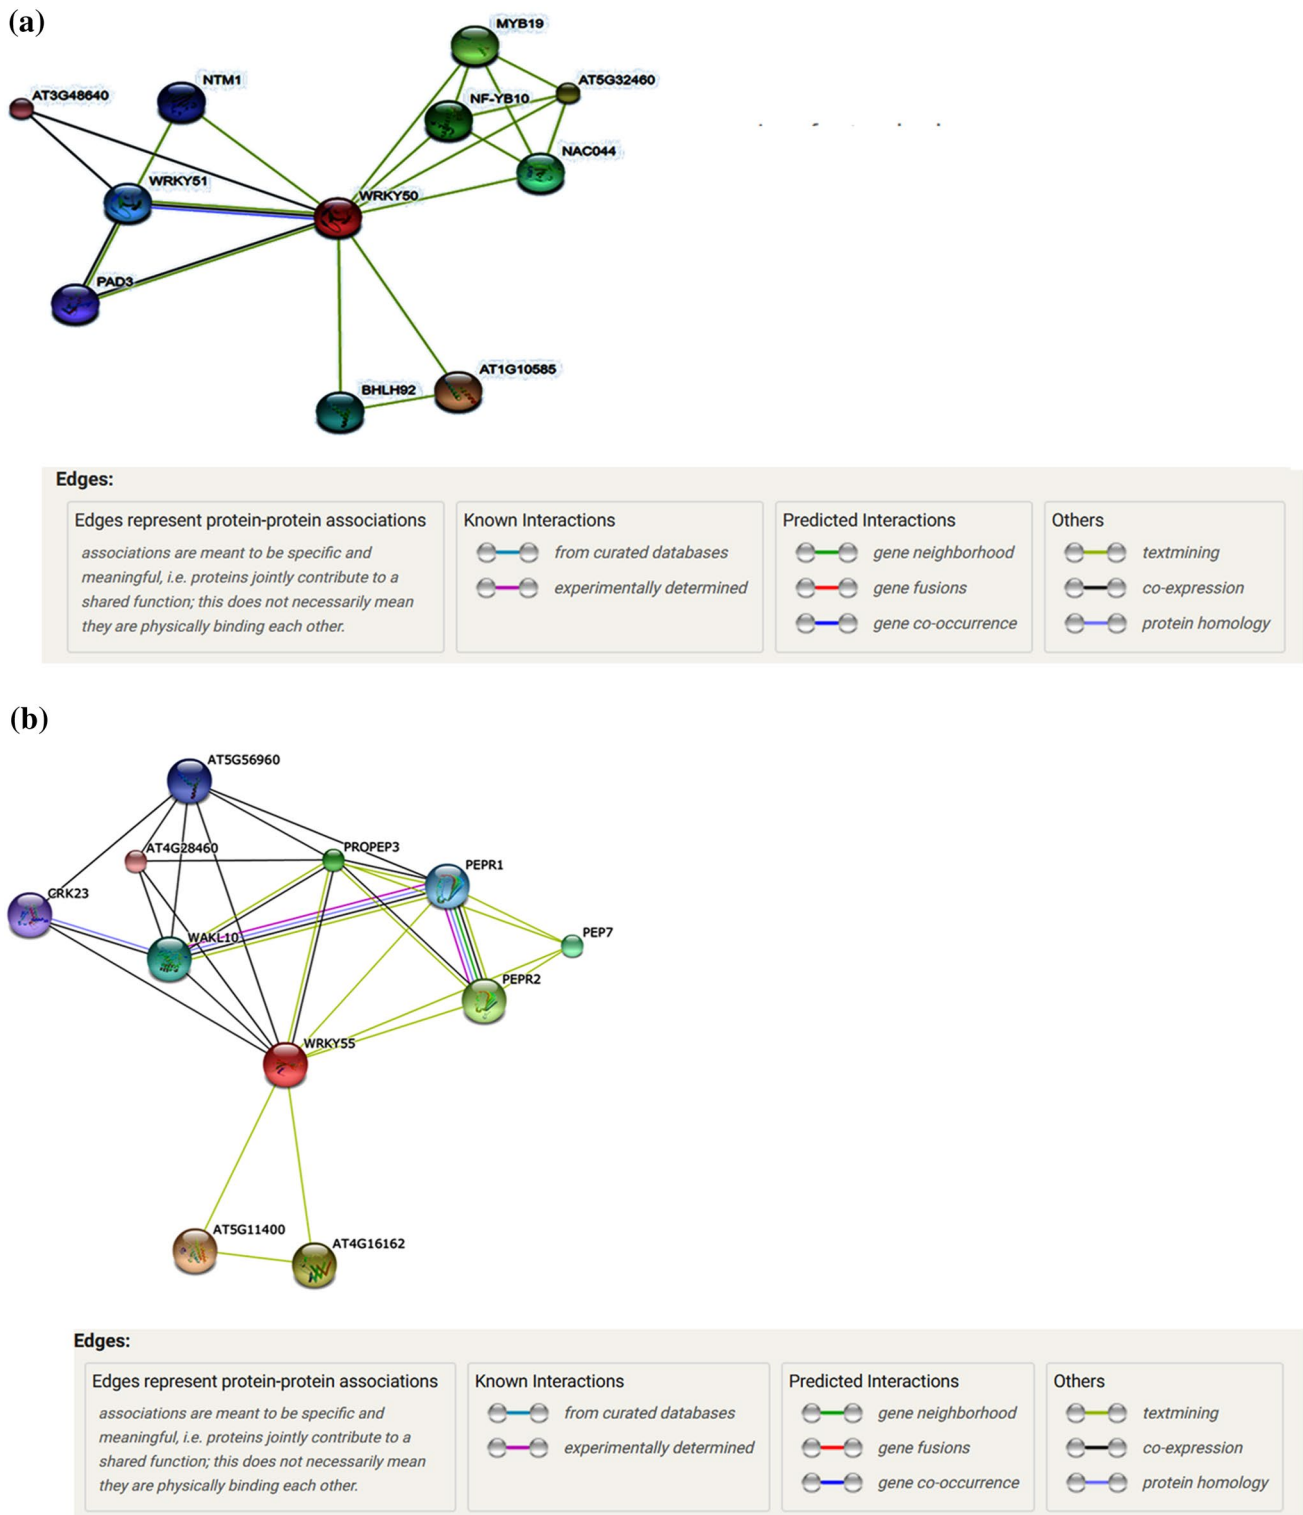 (a)
MYB19
AT3G48640
NTM1
AT5G32460
NF-YB10
NAC044
WRKY51
WRKY50
PAD3
AT1G10585
BHLH92
Edges:
Edges represent protein-protein associations
associations are meant to be specific and
meaningful, i.e. proteins jointly contribute to a
shared function; this does not necessarily mean
they are physically binding each other.
Known Interactions
from curated databases
experimentally determined
Predicted Interactions
gene neighborhood
gene fusions
gene co-occurrence
Others
textmining
co-expression
protein homology
(b)
AT5G56960
AT4G28460
PROPEP3
PEPR1
CRK23
WAKL10
PEP7
PEPR2
WRKY55
AT5G11400
AT4G16162
Edges:
Edges represent protein-protein associations
associations are meant to be specific and
meaningful, i.e. proteins jointly contribute to a
shared function; this does not necessarily mean
they are physically binding each other.
Known Interactions
from curated databases
experimentally determined
Predicted Interactions
gene neighborhood
gene fusions
gene co-occurrence
Others
textmining
co-expression
protein homology